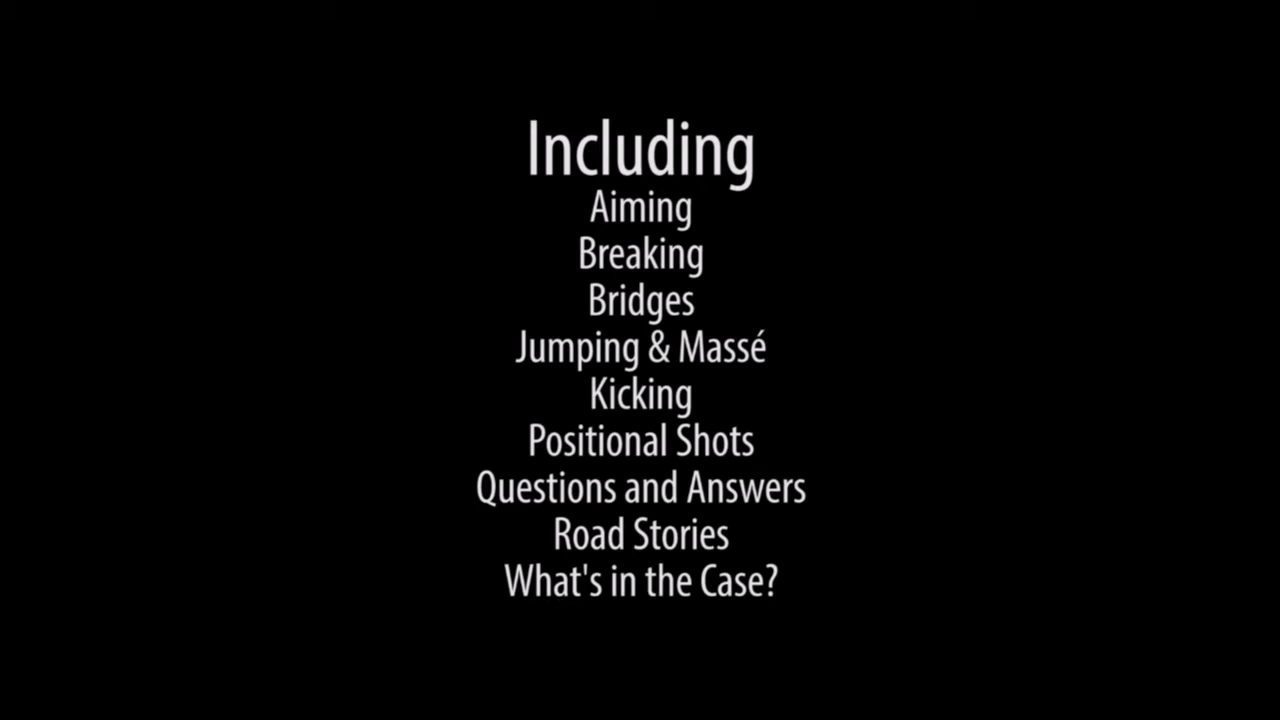 Including
Aiming
Breaking
Bridges
Jumping & Massé
Kicking
Positional Shots
Questions and Answers
Road Stories
What's in the Case?